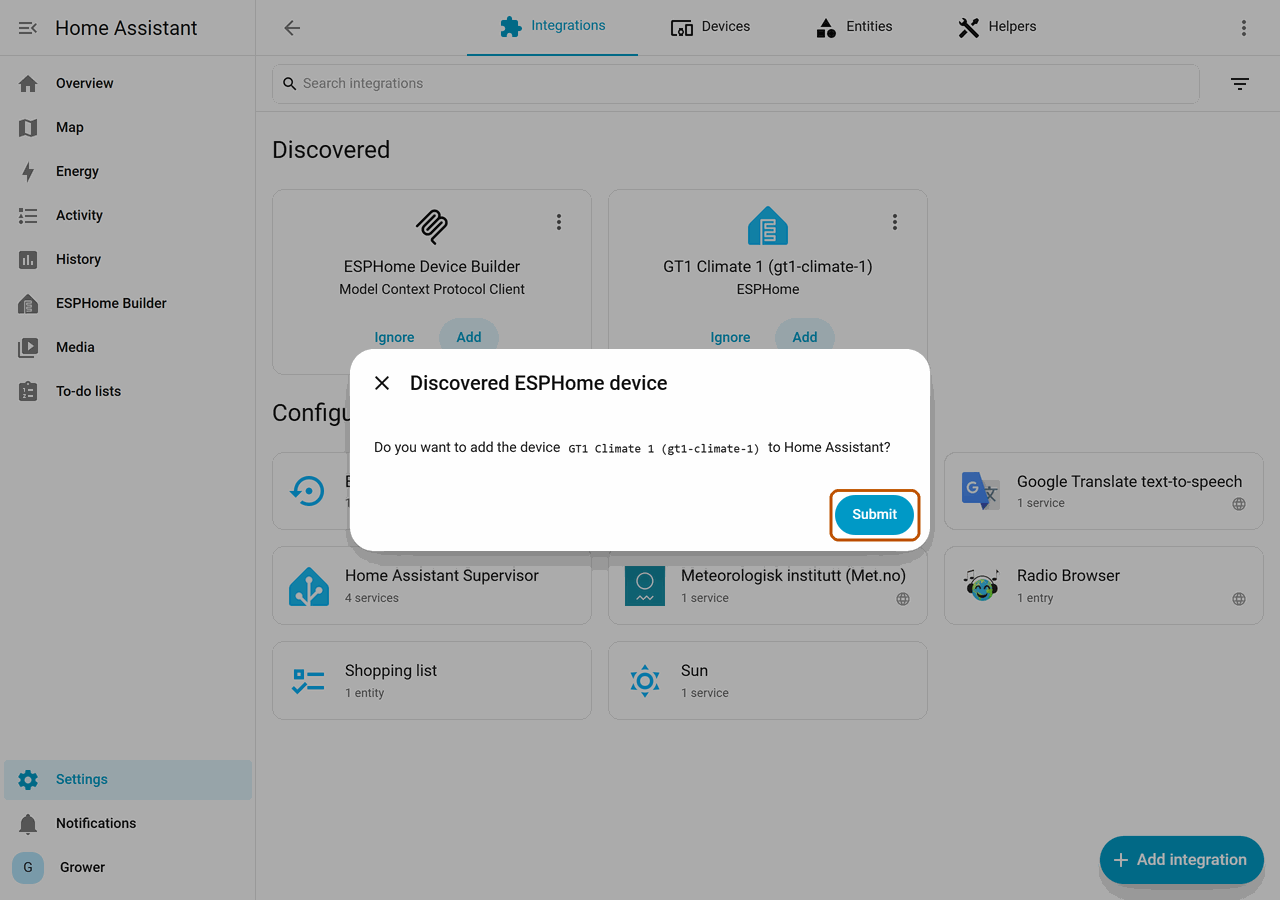 Home Assistant
Integrations
Devices
Entities
Helpers
Overview
Map
Energy
Activity
History
ESPHome Builder
Media
To-do lists
Settings
Notifications
G
Grower
Search integrations
Discovered
ESPHome Device Builder
Model Context Protocol Client
Ignore
Add
GT1 Climate 1 (gt1-climate-1)
ESPHome
Ignore
Add
Discovered ESPHome device
Do you want to add the device GT1 Climate 1 (gt1-climate-1) to Home Assistant?
Submit
Google Translate text-to-speech
1 service
Home Assistant Supervisor
4 services
Meteorologisk institutt (Met.no)
1 service
Radio Browser
1 entry
Shopping list
1 entity
Sun
1 service
Add integration